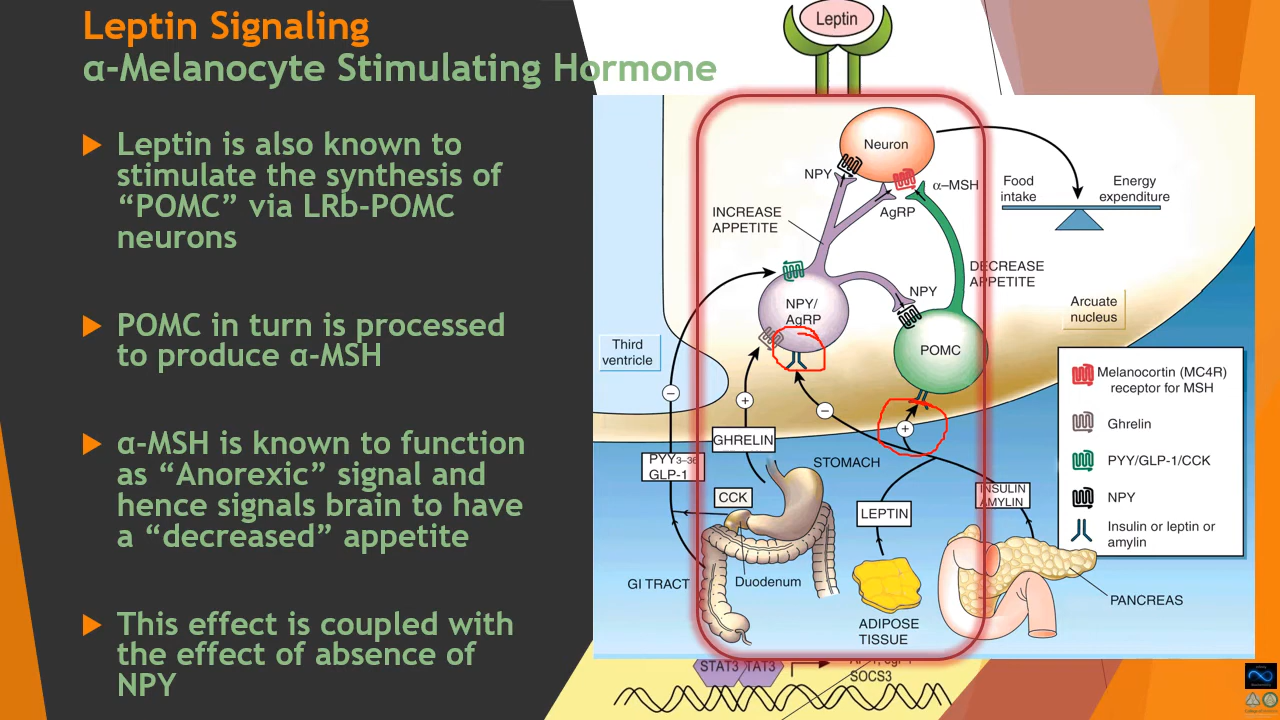 Leptin Signaling
α-Melanocyte Stimulating Hormone
Leptin is also known to
stimulate the synthesis of
“POMC” via LRb-POMC
neurons
POMC in turn is processed
to produce α-MSH
α-MSH is known to function
as “Anorexic” signal and
hence signals brain to have
a “decreased” appetite
This effect is coupled with
the effect of absence of
NPY
Leptin
Neuron
NPY
α–MSH
AgRP
Food
intake
Energy
expenditure
INCREASE
APPETITE
DECREASE
APPETITE
NPY/
AgRP
NPY
POMC
Arcuate
nucleus
Third
ventricle
−
+
−
+
GHRELIN
PYY3–36
GLP-1
STOMACH
CCK
LEPTIN
INSULIN
AMYLIN
GI TRACT
Duodenum
ADIPOSE
TISSUE
PANCREAS
Melanocortin (MC4R)
receptor for MSH
Ghrelin
PYY/GLP-1/CCK
NPY
Insulin or leptin or
amylin
STAT3
TAT3
SOCS3